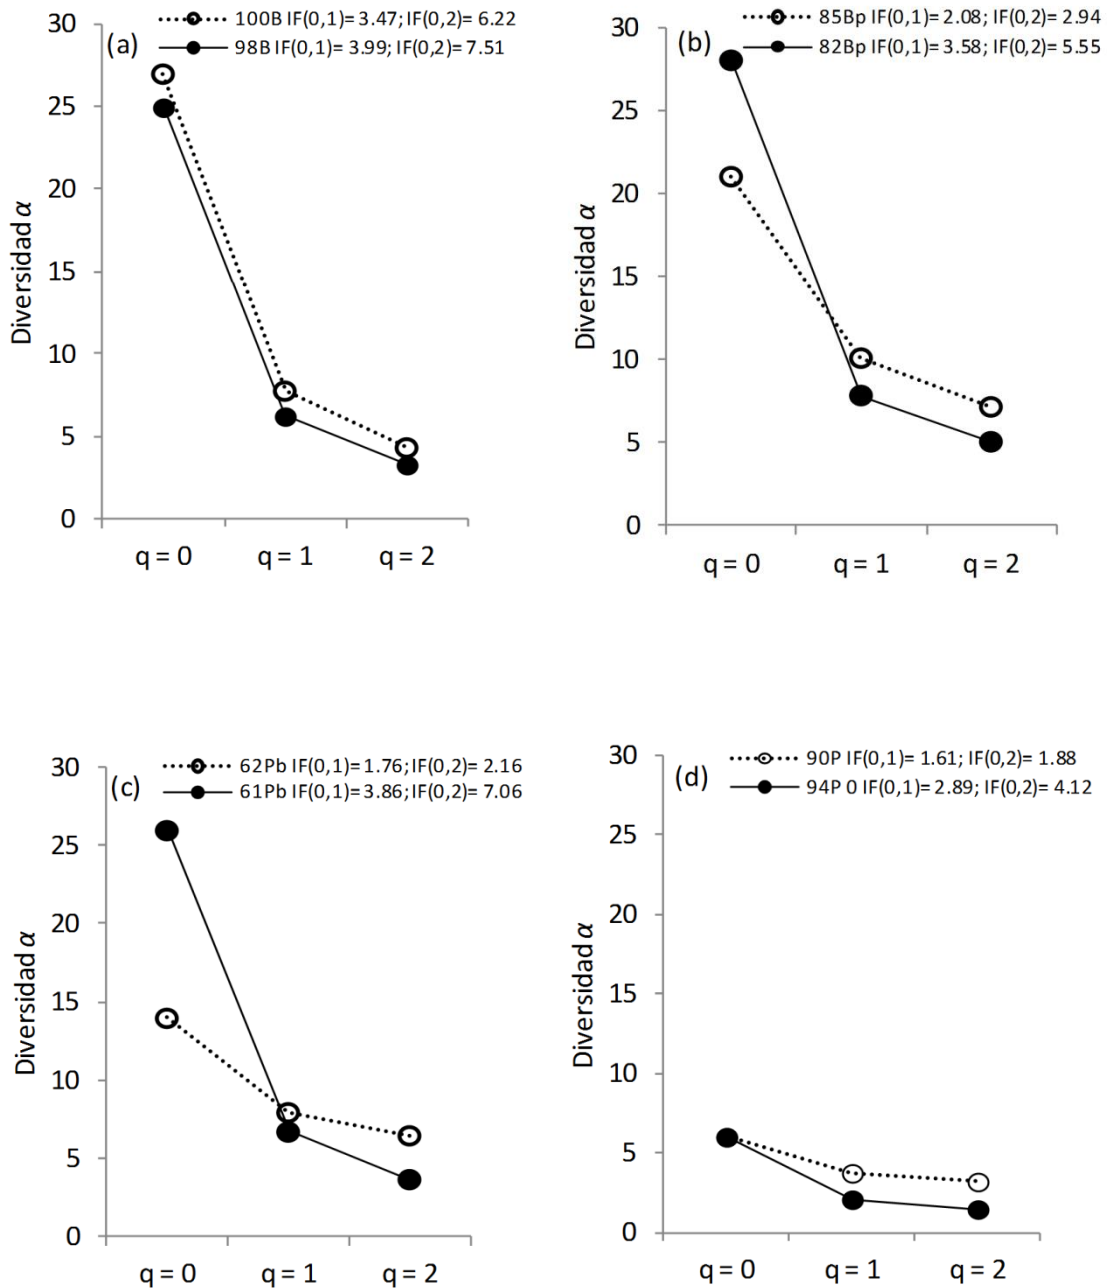 (a)
100B IF(0,1)= 3.47; IF(0,2)= 6.22
98B IF(0,1)= 3.99; IF(0,2)= 7.51
Diversidad α
30
25
20
15
10
5
0
q = 0 q = 1 q = 2
(b)
85Bp IF(0,1)= 2.08; IF(0,2)= 2.94
82Bp IF(0,1)= 3.58; IF(0,2)= 5.55
Diversidad α
30
25
20
15
10
5
0
q = 0 q = 1 q = 2
(c)
62Pb IF(0,1)= 1.76; IF(0,2)= 2.16
61Pb IF(0,1)= 3.86; IF(0,2)= 7.06
Diversidad α
30
25
20
15
10
5
0
q = 0 q = 1 q = 2
(d)
90P IF(0,1)= 1.61; IF(0,2)= 1.88
94P 0 IF(0,1)= 2.89; IF(0,2)= 4.12
Diversidad α
30
25
20
15
10
5
0
q = 0 q = 1 q = 2